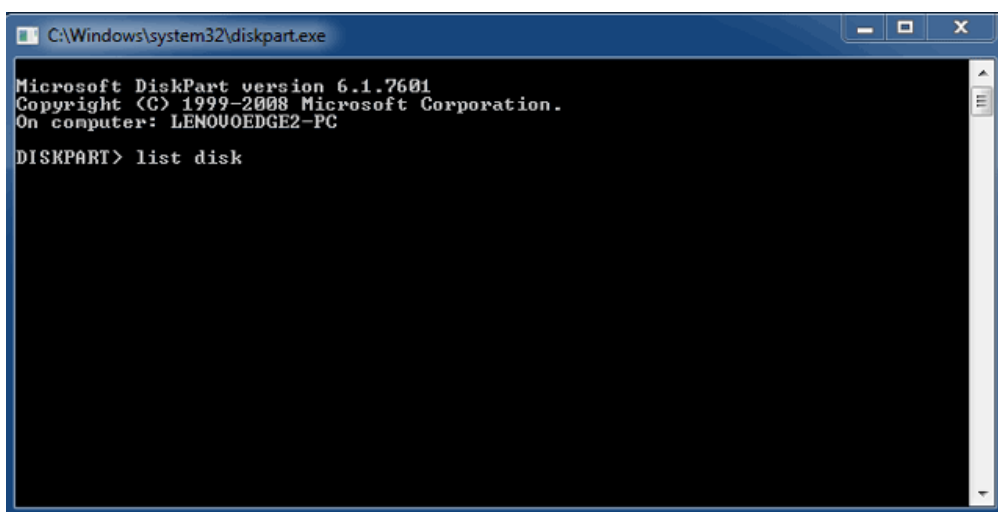 C:\Windows\system32\diskpart.exe
Microsoft DiskPart version 6.1.7601
Copyright (C) 1999-2008 Microsoft Corporation.
On computer: LENOVOEDGE2-PC
DISKPART> list disk